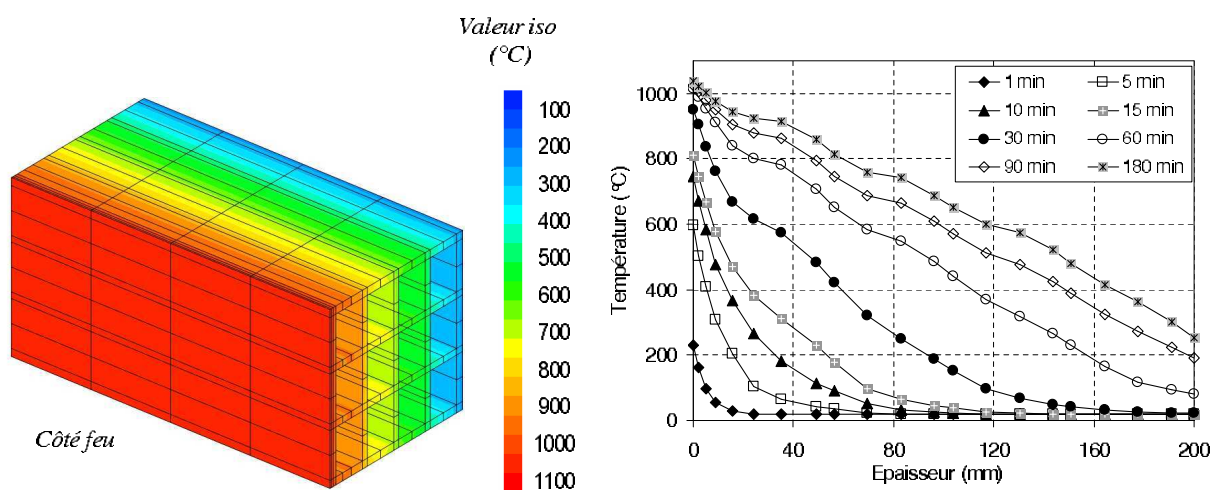 Valeur iso
(°C)
100
200
300
400
500
600
700
800
900
1000
1100
Côté feu
Température (°C)
1000
800
600
400
200
0
1 min
5 min
10 min
15 min
30 min
60 min
90 min
180 min
0 40 80 120 160 200
Epaisseur (mm)